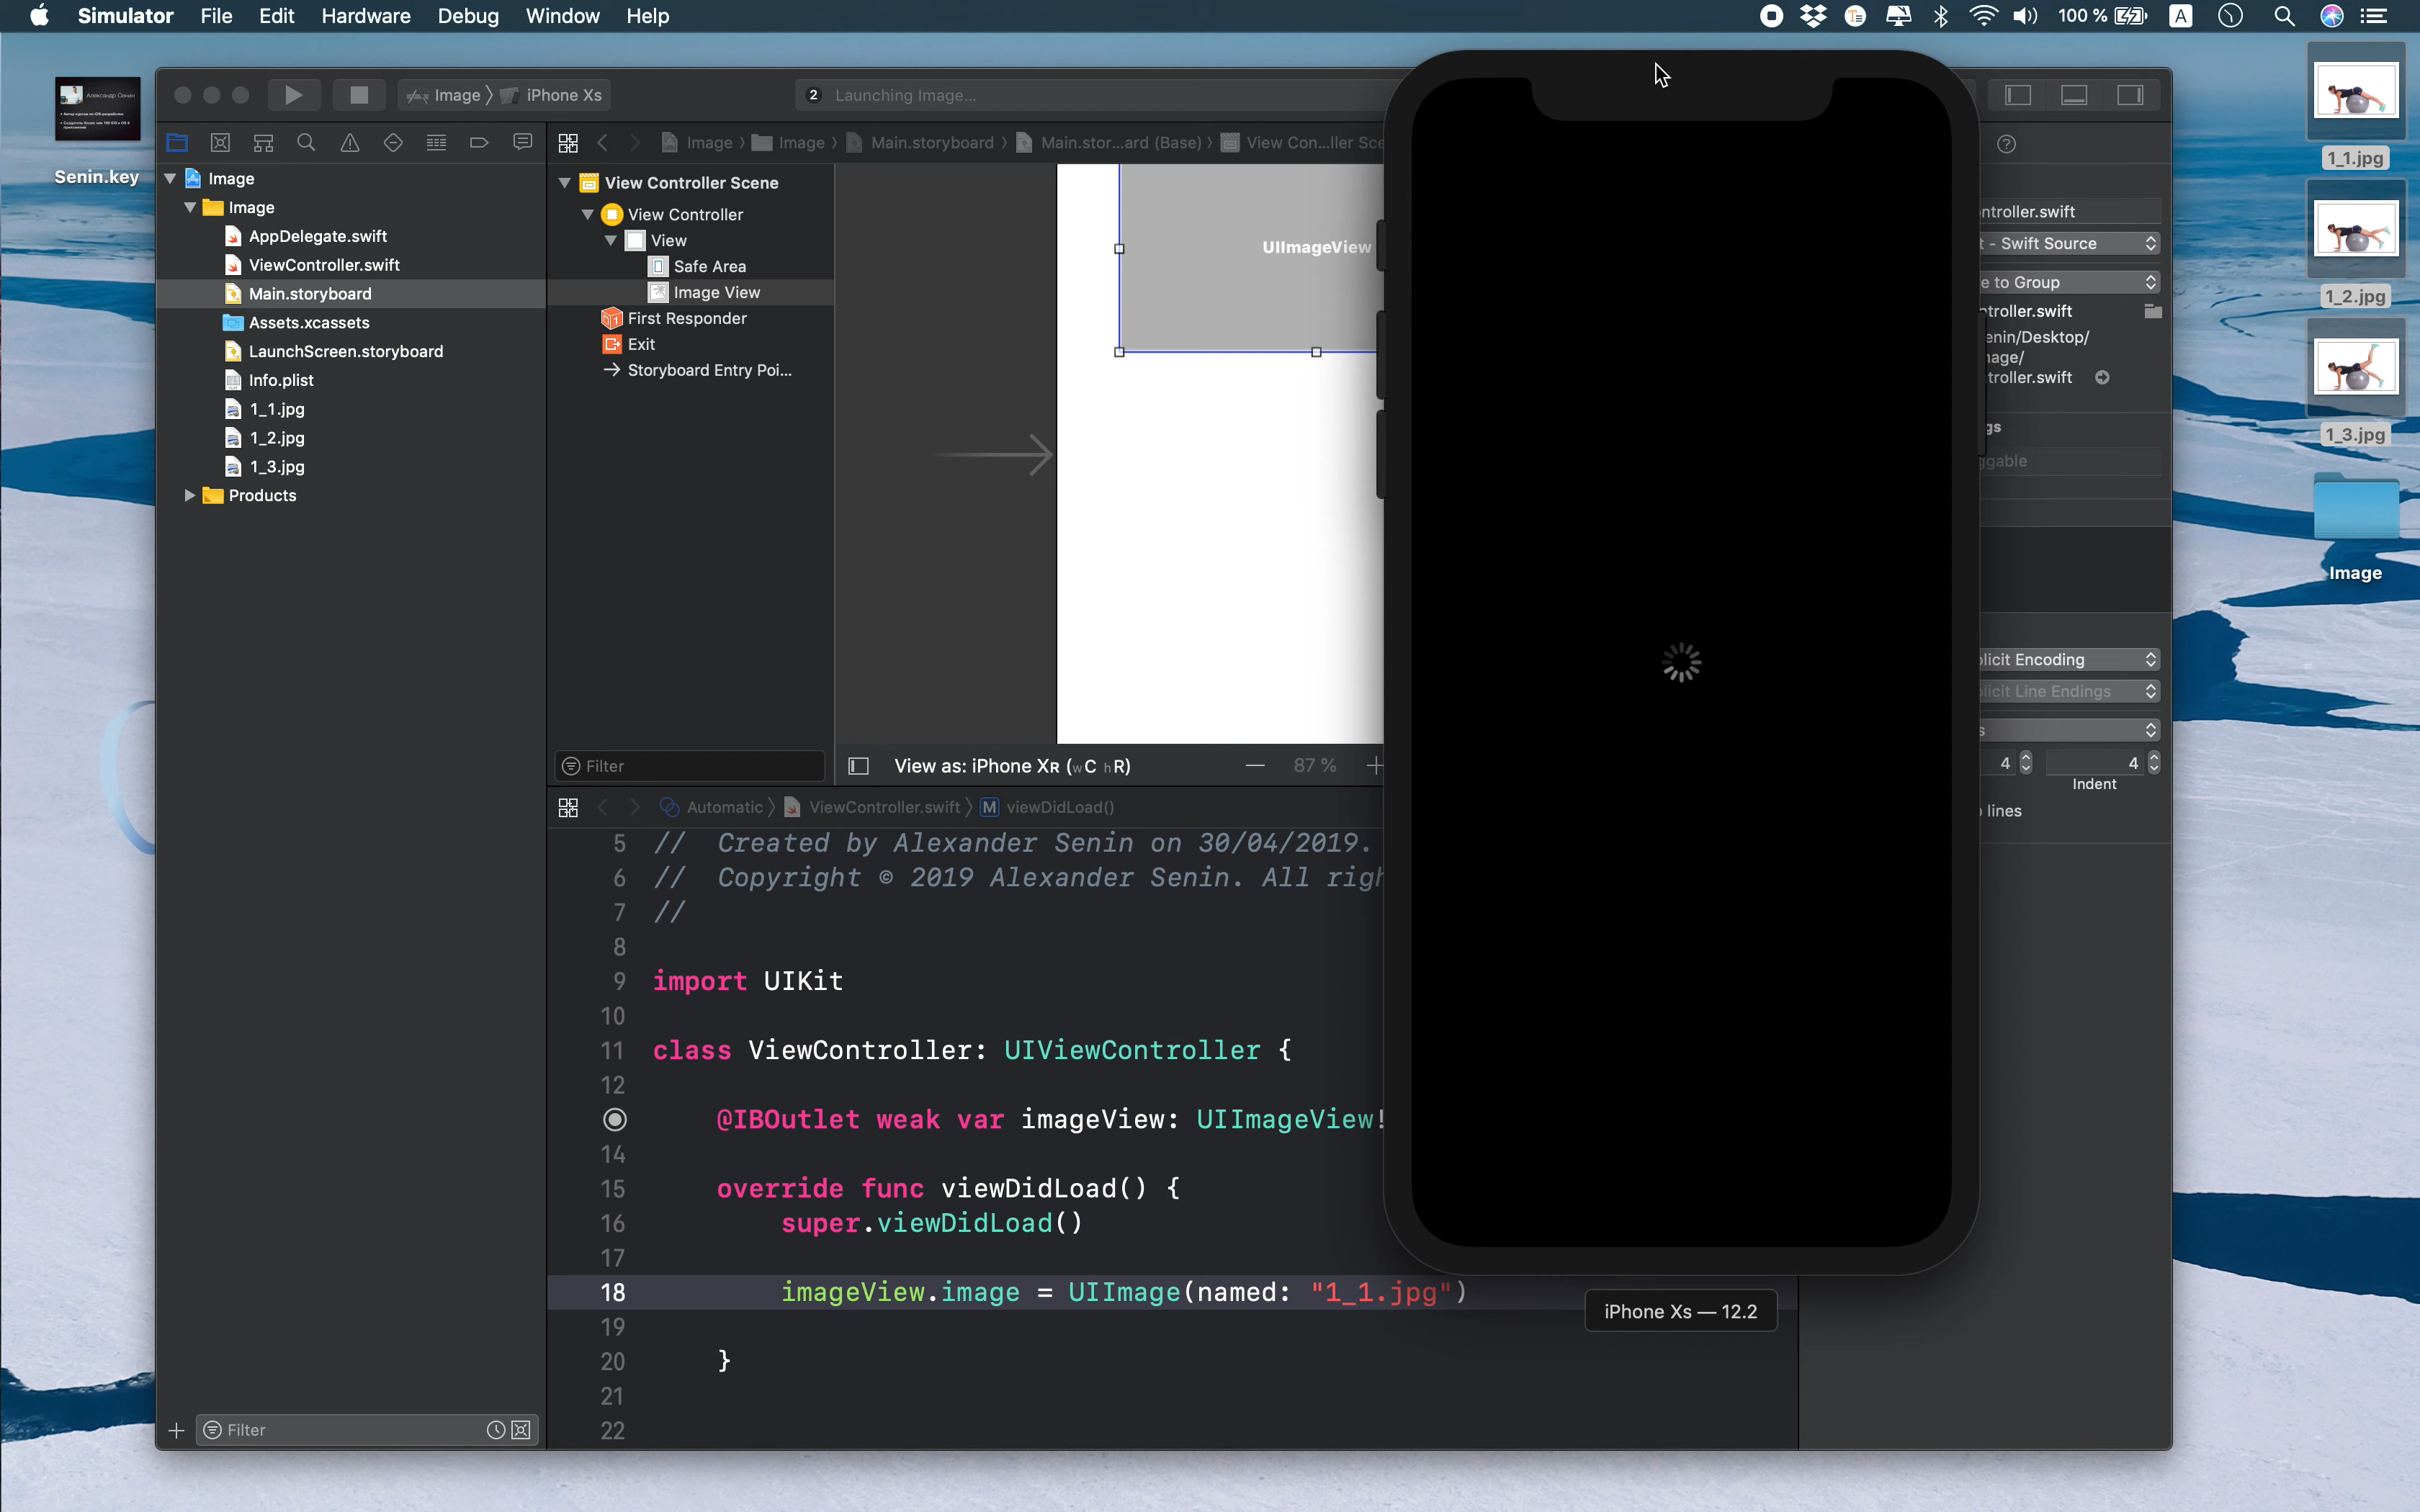 Simulator File Edit Hardware Debug Window Help
100 % A
Senin.key
Image iPhone Xs
2 Launching Image...
Image Image Main.storyboard Main.stor...ard (Base) View Con...ller Sce
Image
Image
AppDelegate.swift
ViewController.swift
Main.storyboard
Assets.xcassets
LaunchScreen.storyboard
Info.plist
1_1.jpg
1_2.jpg
1_3.jpg
Products
Filter
View Controller Scene
View Controller
View
Safe Area
Image View
First Responder
Exit
Storyboard Entry Poi...
Filter
UIImageView
View as: iPhone XR (wC hR)
87 %
Automatic ViewController.swift M viewDidLoad()
5 //  Created by Alexander Senin on 30/04/2019.
6 //  Copyright © 2019 Alexander Senin. All righ
7 //
8
9 import UIKit
10
11 class ViewController: UIViewController {
12
@IBOutlet weak var imageView: UIImageView!
14
15 override func viewDidLoad() {
16 super.viewDidLoad()
17
18 imageView.image = UIImage(named: "1_1.jpg")
19
20 }
21
22
iPhone Xs — 12.2
ntroller.swift
t - Swift Source
e to Group
troller.swift
enin/Desktop/
age/
troller.swift
gs
ggable
licit Encoding
licit Line Endings
s
4 4
Indent
lines
1_1.jpg
1_2.jpg
1_3.jpg
Image